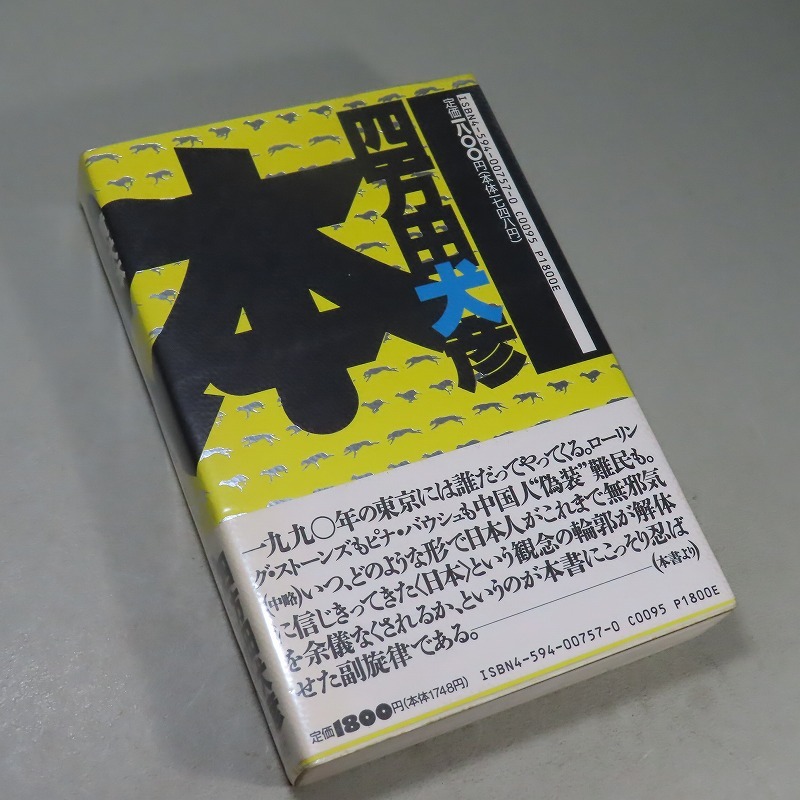 本
四方田犬彦
ISBN4-594-00757-0 C0095 P1800E
定価一八〇〇円(本体一七四八円)
一九九〇年の東京には誰だってやってくる。ローリン
グ・ストーンズもピナ・バウシュも中国人“偽装”難民も。
(中略)いつ、どのような形で日本人がこれまで無邪気
に信じきってきた〈日本〉という観念の輪郭が解体
を余儀なくされるか、というのが本書にこっそり忍ば
せた副旋律である。
(本書より)
定価1800円(本体1748円) ISBN4-594-00757-0 C0095 P1800E